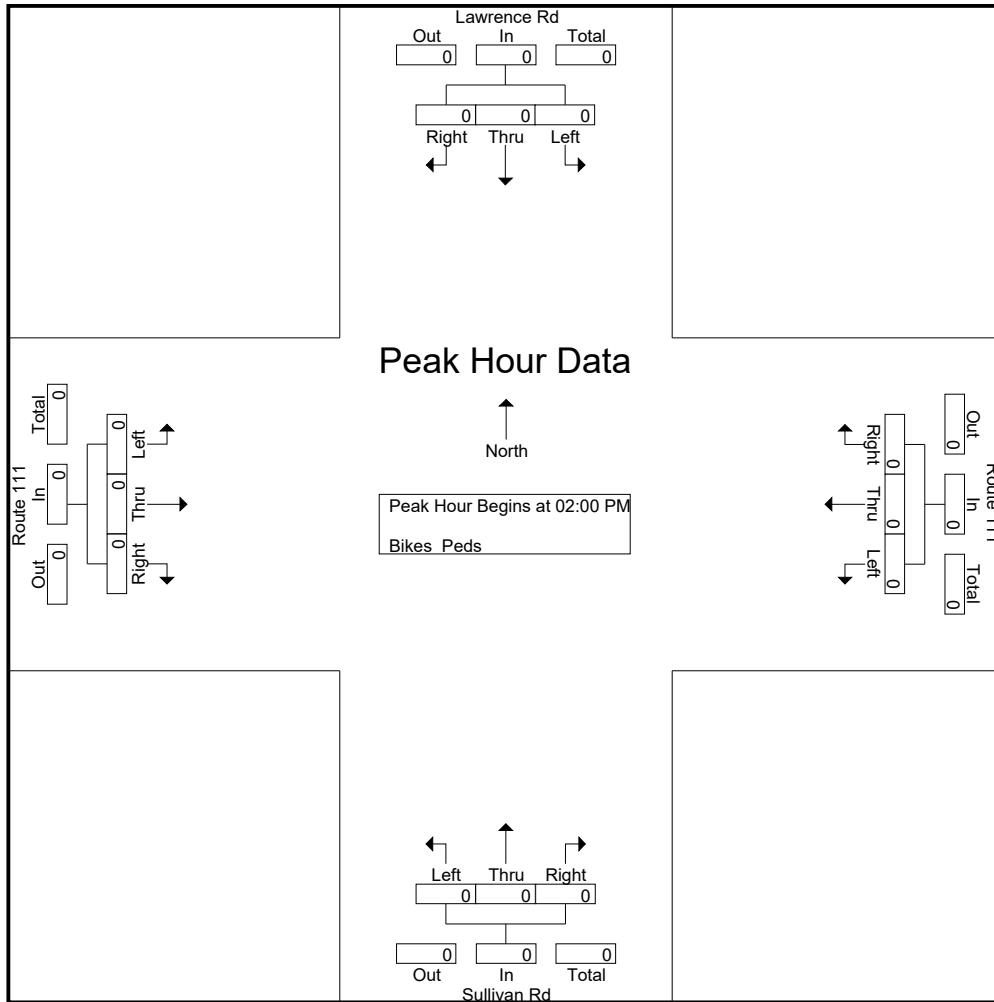 Lawrence Rd
Out In Total
0 0 0
0 0 0
Right Thru Left
Peak Hour Data
North
Peak Hour Begins at 02:00 PM
Bikes Peds
Route 111
Total In Out
0 0 0
0 0 0
Left Thru Right
Route 111
Out In Total
0 0 0
0 0 0
Right Thru Left
Left Thru Right
0 0 0
0 0 0
Out In Total
Sullivan Rd